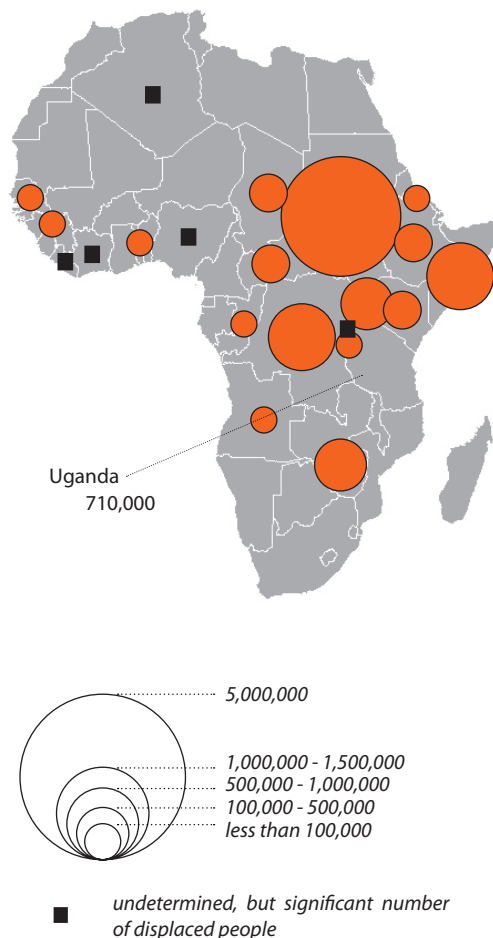 Uganda
710,000
5,000,000
1,000,000 - 1,500,000
500,000 - 1,000,000
100,000 - 500,000
less than 100,000
undetermined, but significant number
of displaced people